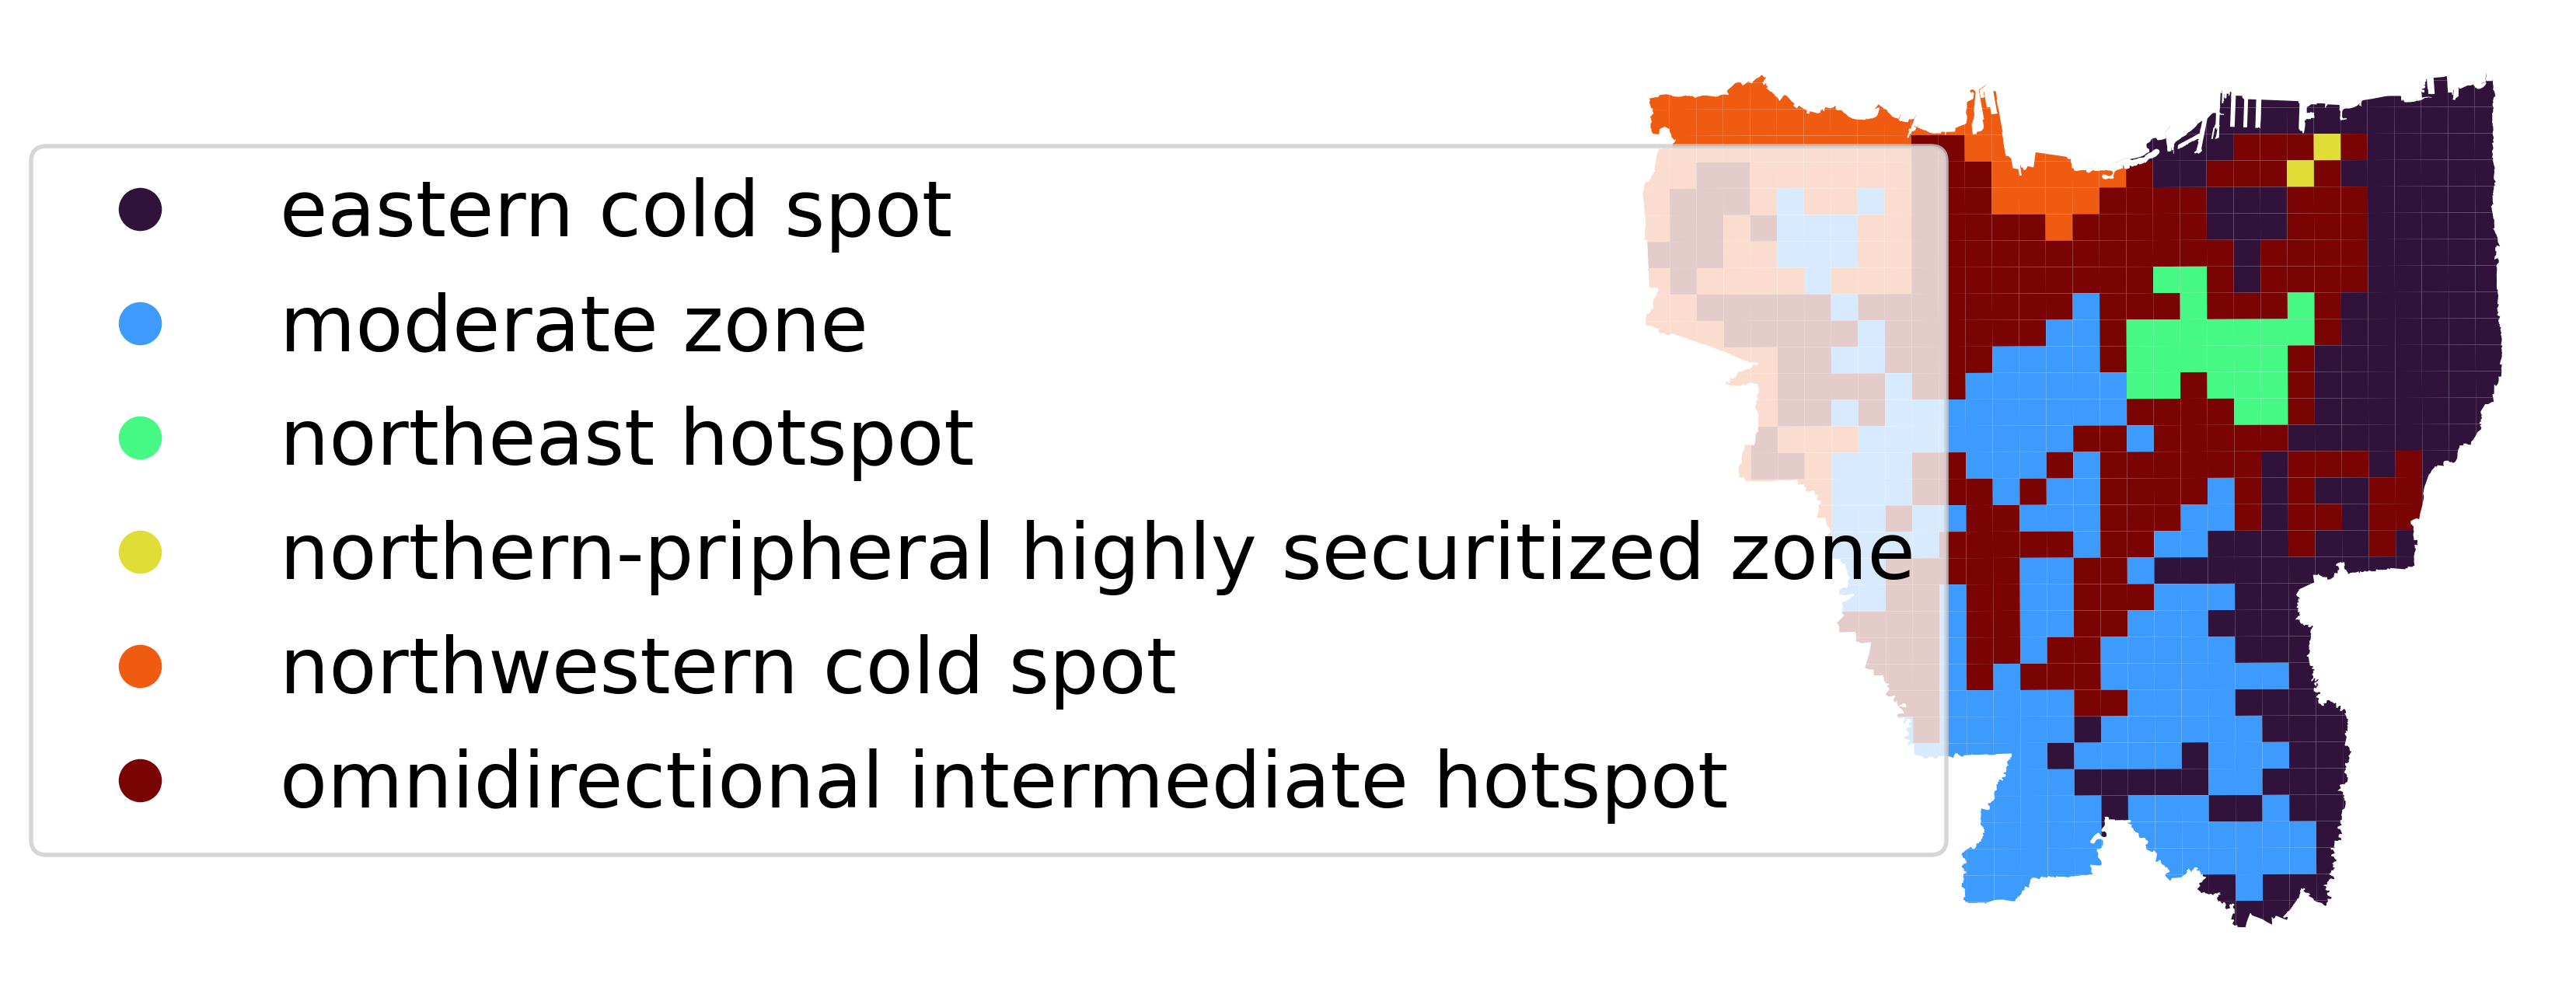 eastern cold spot
moderate zone
northeast hotspot
northern-pripheral highly securitized zone
northwestern cold spot
omnidirectional intermediate hotspot